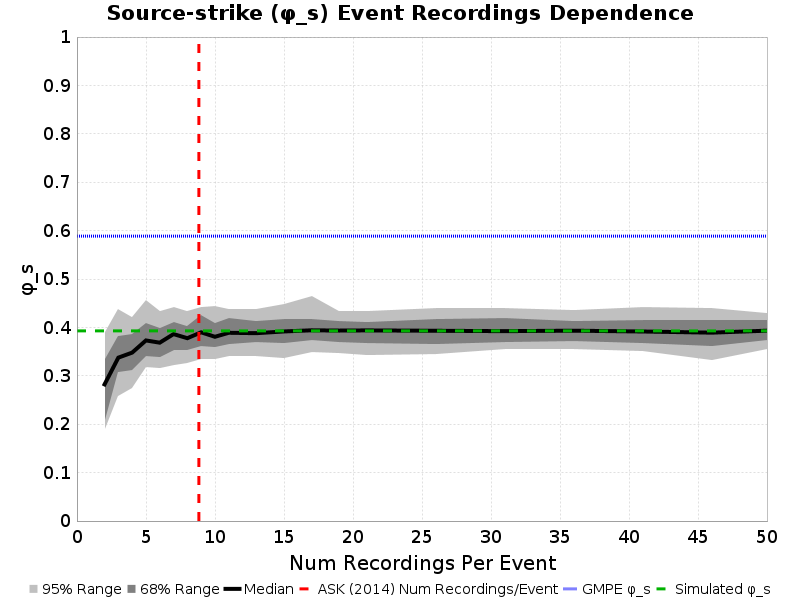 Source-strike (φ_s) Event Recordings Dependence
1
0.9
0.8
0.7
0.6
0.5
0.4
0.3
0.2
0.1
0
φ_s
0 5 10 15 20 25 30 35 40 45 50
Num Recordings Per Event
95% Range 68% Range Median ASK (2014) Num Recordings/Event GMPE φ_s Simulated φ_s